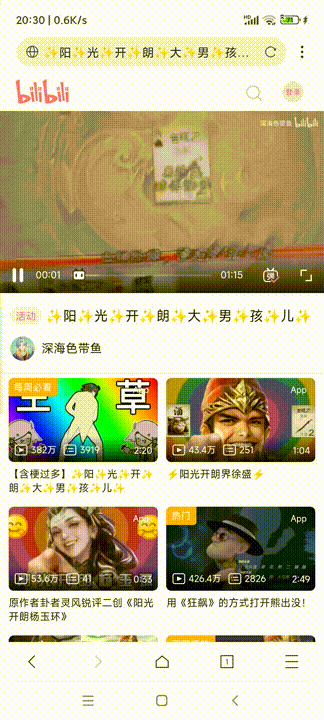 20:30 | 0.6K/s
✨阳✨光✨开✨朗✨大✨男✨孩...
bilibili
登录
深海色带鱼 bilibili
00:01
01:15
弹
活动 ✨阳✨光✨开✨朗✨大✨男✨孩✨儿✨
深海色带鱼
每周必看
App
草
382万 3919 2:20
App
43.4万 251 1:04
【含梗过多】✨阳✨光✨开✨朗✨大✨男✨孩✨儿✨
⚡阳光开朗界徐盛⚡
App
53.6万 41 0:33
热门
App
426.4万 2826 2:49
原作者卦者灵风锐评二创《阳光开朗杨玉环》
用《狂飙》的方式打开熊出没！
App
App
1